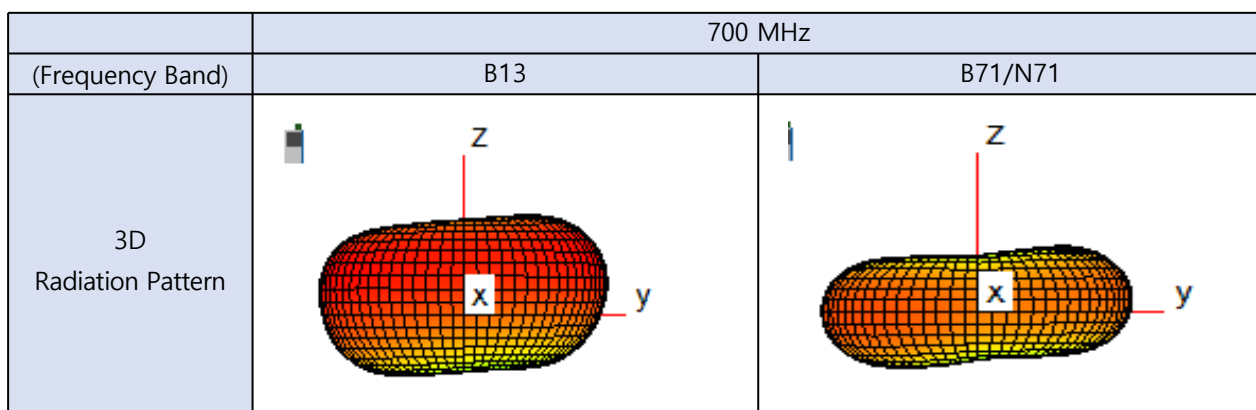 700 MHz
(Frequency Band) B13 B71/N71
3D
Radiation Pattern
Z
x
y
Z
x
y